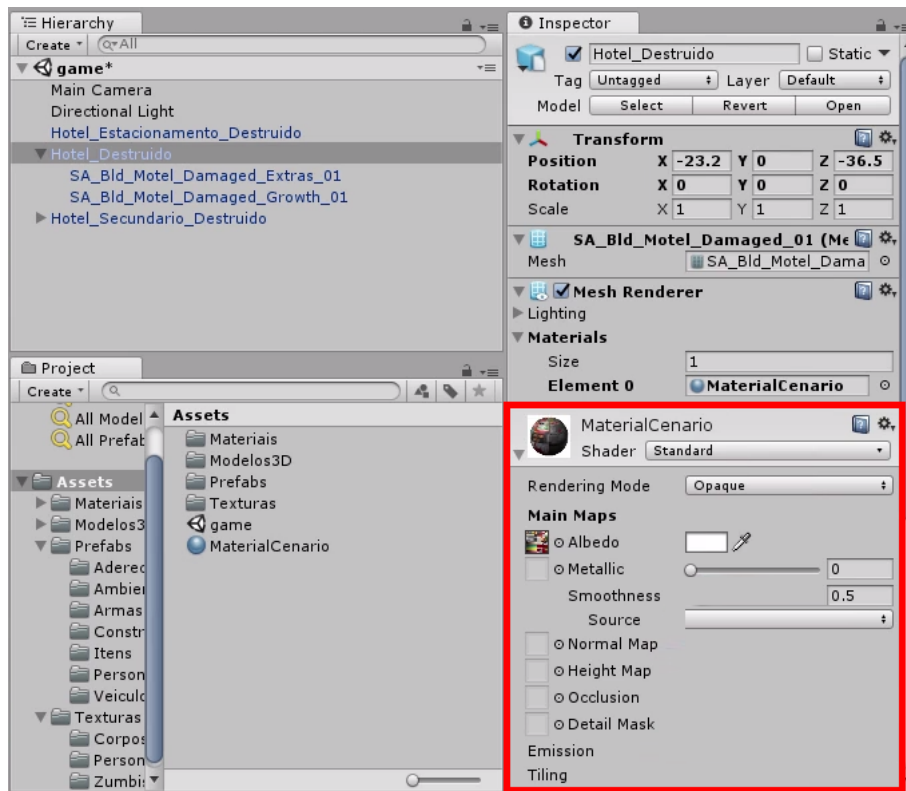 Hierarchy
Create
All
game*
Main Camera
Directional Light
Hotel_Estacionamento_Destruido
Hotel_Destruido
SA_Bld_Motel_Damaged_Extras_01
SA_Bld_Motel_Damaged_Growth_01
Hotel_Secundario_Destruido
Project
Create
All Model
All Prefab
Assets
Materiais
Modelos3
Prefabs
Adereç
Ambien
Armas
Constr
Itens
Person
Veiculo
Texturas
Corpos
Person
Zumbis
Assets
Materiais
Modelos3D
Prefabs
Texturas
game
MaterialCenario
Inspector
Hotel_Destruido Static
Tag Untagged Layer Default
Model Select Revert Open
Transform
Position X -23.2 Y 0 Z -36.5
Rotation X 0 Y 0 Z 0
Scale X 1 Y 1 Z 1
SA_Bld_Motel_Damaged_01 (Me
Mesh SA_Bld_Motel_Dama
Mesh Renderer
Lighting
Materials
Size 1
Element 0 MaterialCenario
MaterialCenario
Shader Standard
Rendering Mode Opaque
Main Maps
Albedo
Metallic 0
Smoothness 0.5
Source
Normal Map
Height Map
Occlusion
Detail Mask
Emission
Tiling